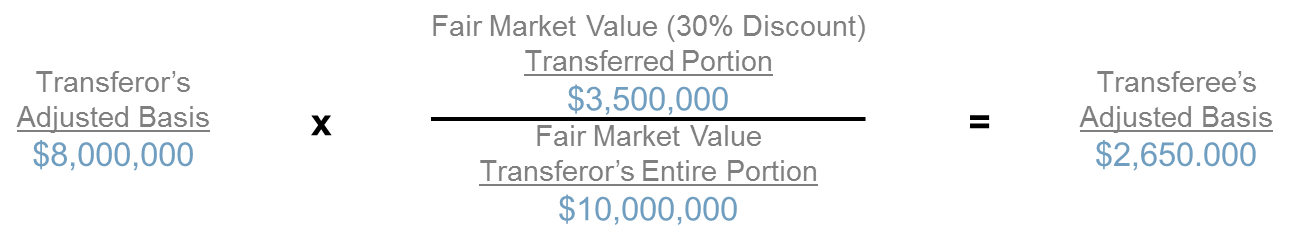 Transferor's
Adjusted Basis
$8,000,000
x
Fair Market Value (30% Discount)
Transferred Portion
$3,500,000
Fair Market Value
Transferor's Entire Portion
$10,000,000
=
Transferee's
Adjusted Basis
$2,650.000